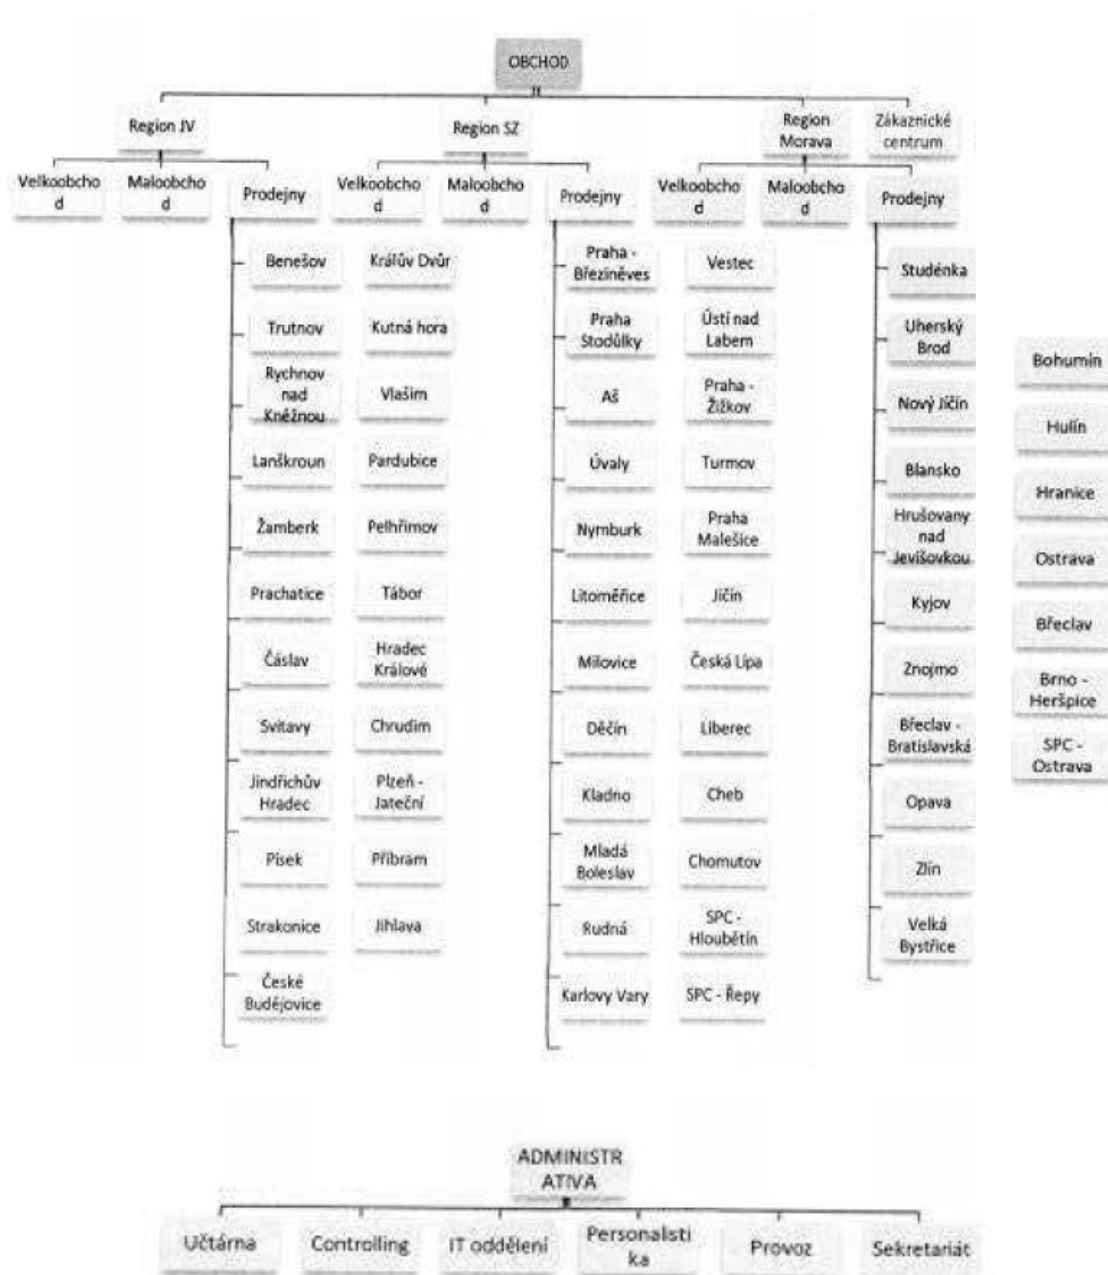 OBCHOD
Region JV
Region SZ
Region
Morava
Zákaznické
centrum
Velkoobcho
d
Maloobcho
d
Prodejny
Velkoobcho
d
Maloobcho
d
Prodejny
Velkoobcho
d
Maloobcho
d
Prodejny
Benešov
Trutnov
Rychnov
nad
Kněžnou
Lanškroun
Žamberk
Prachatice
Čáslav
Svitavy
Jindřichův
Hradec
Písek
Strakonice
České
Budějovice
Králův Dvůr
Kutná hora
Vlašim
Pardubice
Pelhřimov
Tábor
Hradec
Králové
Chrudim
Plzeň -
Jateční
Příbram
Jihlava
Praha -
Březiněves
Praha
Stodůlky
Aš
Úvaly
Nymburk
Litoměřice
Milovice
Děčín
Kladno
Mladá
Boleslav
Rudná
Karlovy Vary
Vestec
Ústí nad
Labem
Praha -
Žižkov
Turnov
Praha
Malešice
Jičín
Česká Lípa
Liberec
Cheb
Chomutov
SPC -
Hloubětín
SPC - Řepy
Studénka
Uherský
Brod
Nový Jičín
Blansko
Hrušovany
nad
Jevišovkou
Kyjov
Znojmo
Břeclav -
Bratislavská
Opava
Zlín
Velká
Bystřice
Bohumín
Hulín
Hranice
Ostrava
Břeclav
Brno -
Heršpice
SPC -
Ostrava
ADMINISTR
ATIVA
Učtárna
Controlling
IT oddělení
Personalisti
ka
Provoz
Sekretariát